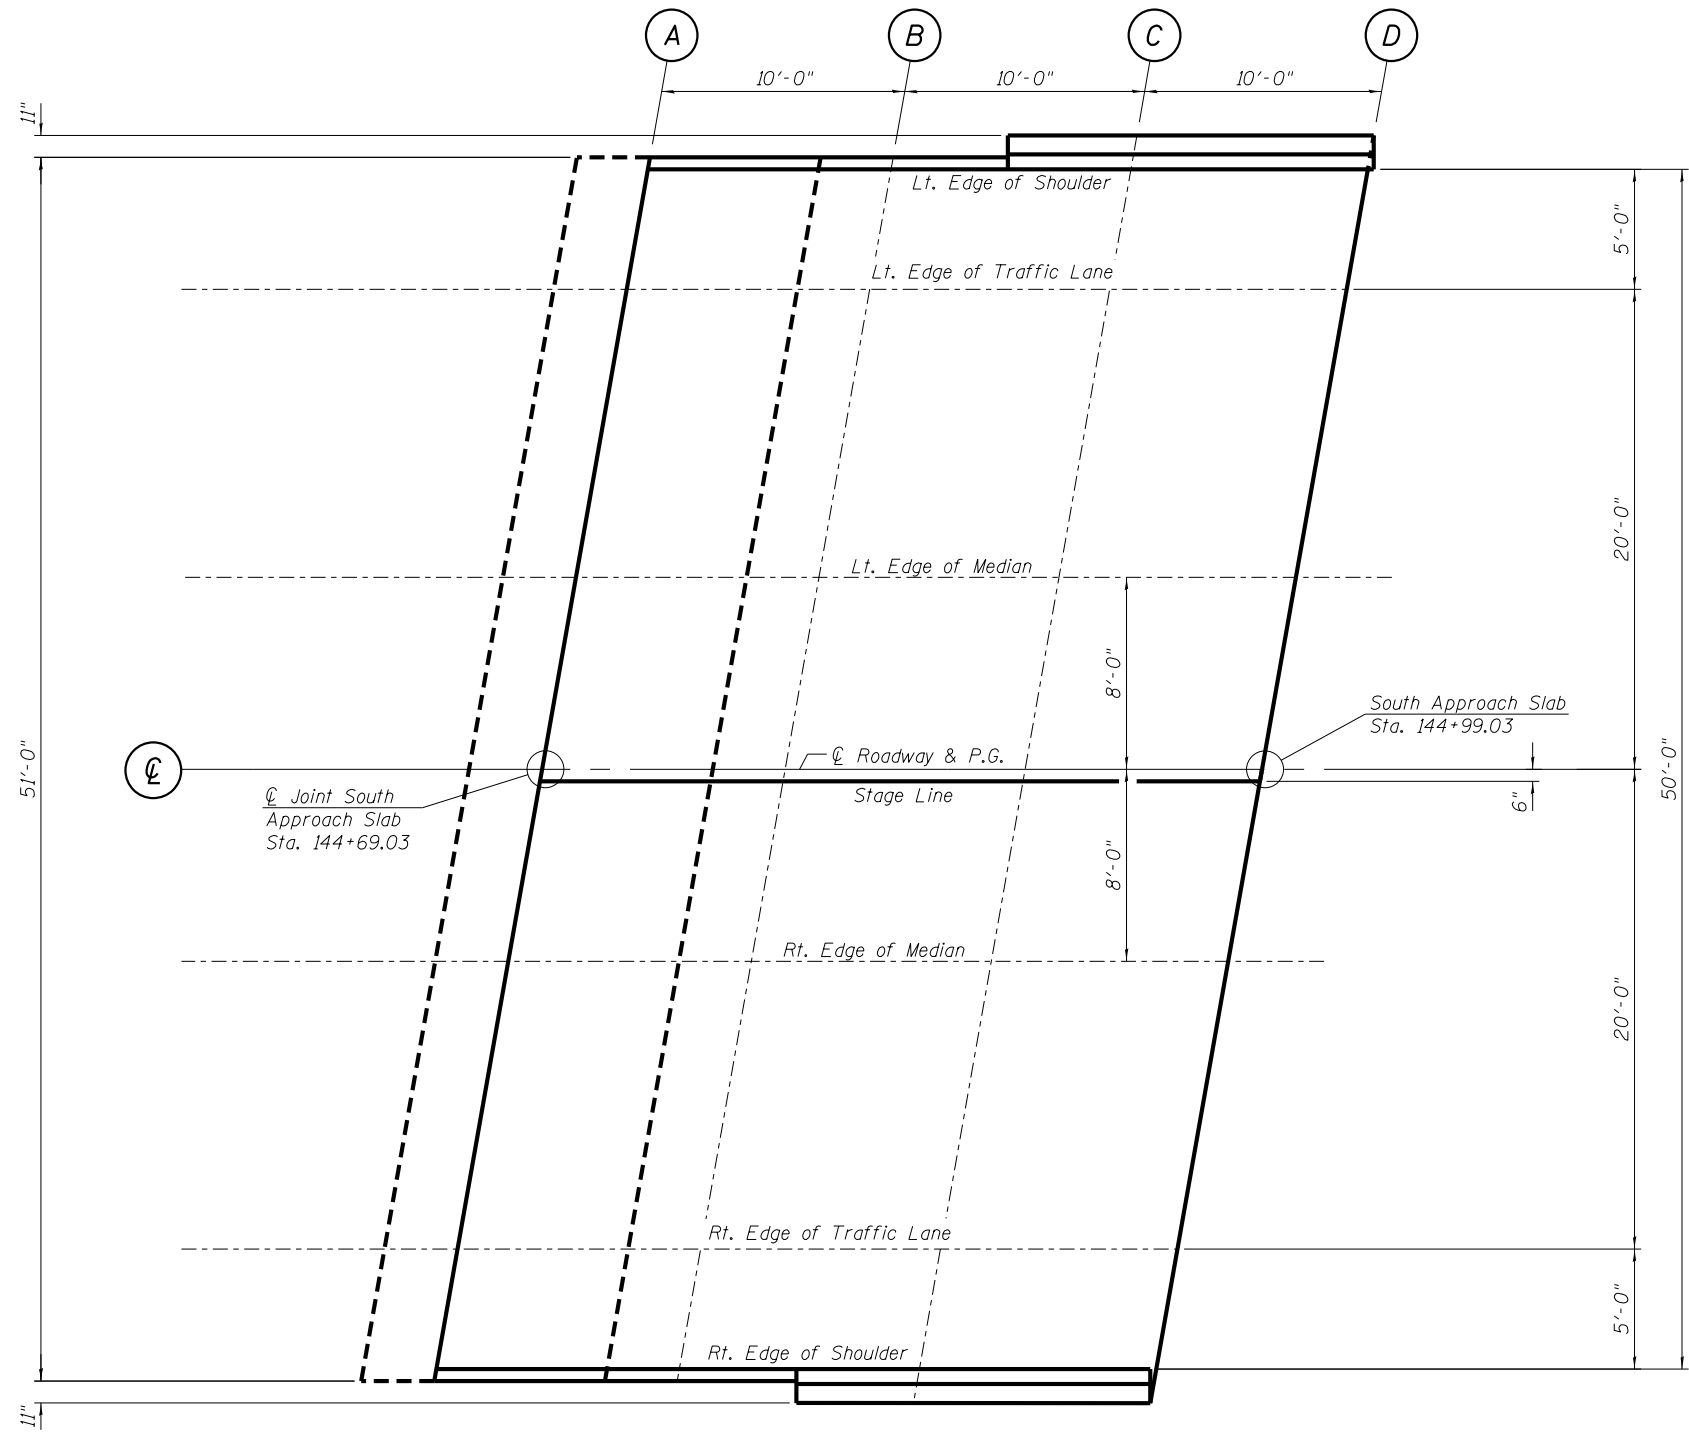 A B C D
10'-0" 10'-0" 10'-0"
11"
Lt. Edge of Shoulder
5'-0"
Lt. Edge of Traffic Lane
20'-0"
Lt. Edge of Median
8'-0"
South Approach Slab
Sta. 144+99.03
℄
℄ Roadway & P.G.
51'-0"
50'-0"
℄ Joint South
Approach Slab
Sta. 144+69.03
Stage Line
6"
8'-0"
Rt. Edge of Median
20'-0"
Rt. Edge of Traffic Lane
5'-0"
Rt. Edge of Shoulder
11"